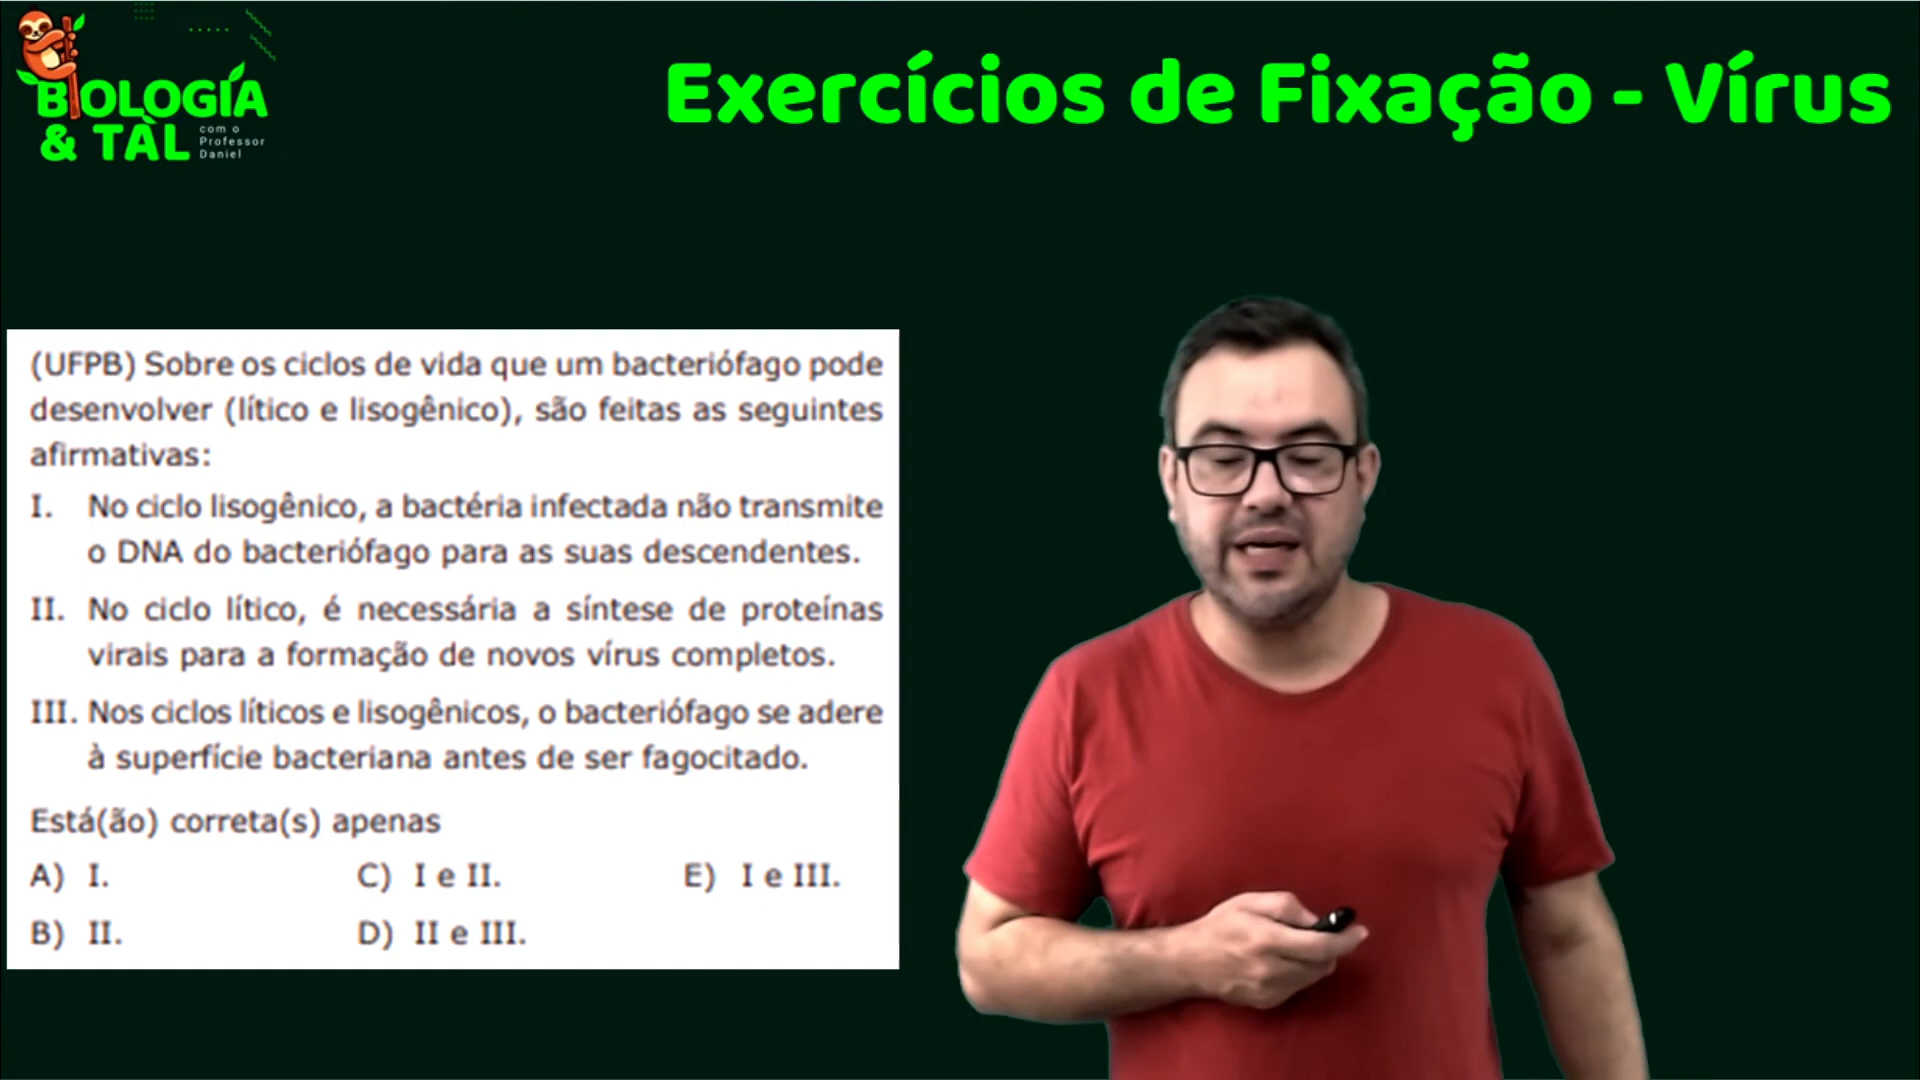 BIOLOGIA
& TAL
com o
Professor
Daniel
Exercícios de Fixação - Vírus
(UFPB) Sobre os ciclos de vida que um bacteriófago pode
desenvolver (lítico e lisogênico), são feitas as seguintes
afirmativas:
I. No ciclo lisogênico, a bactéria infectada não transmite
o DNA do bacteriófago para as suas descendentes.
II. No ciclo lítico, é necessária a síntese de proteínas
virais para a formação de novos vírus completos.
III. Nos ciclos líticos e lisogênicos, o bacteriófago se adere
à superfície bacteriana antes de ser fagocitado.
Está(ão) correta(s) apenas
A) I. C) I e II. E) I e III.
B) II. D) II e III.